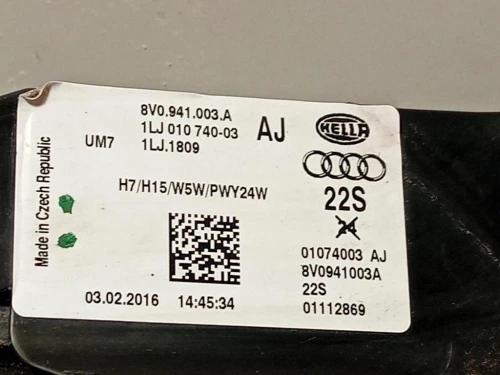 8V0.941.003.A
1LJ 010 740-03
AJ
HELLA
UM7
1LJ.1809
H7/H15/W5W/PWY24W
22S
24
Made in Czech Republic
01074003 AJ
8V0941003A
22S
03.02.2016
14:45:34
01112869